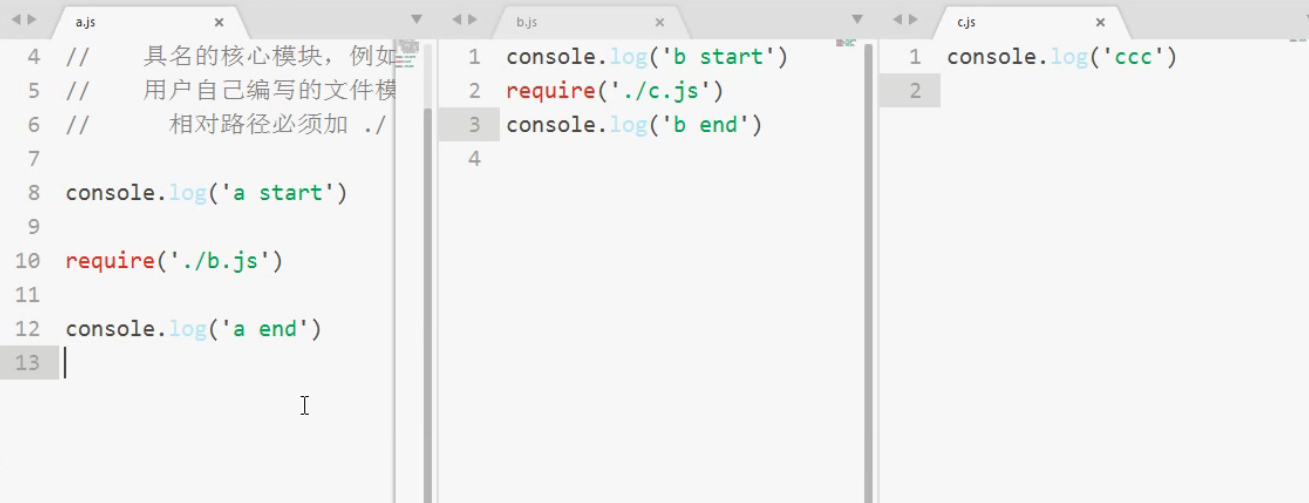 a.js ×
4 // 具名的核心模块，例如
5 // 用户自己编写的文件模
6 // 相对路径必须加 ./
7
8 console.log('a start')
9
10 require('./b.js')
11
12 console.log('a end')
13
b.js ×
1 console.log('b start')
2 require('./c.js')
3 console.log('b end')
4
c.js ×
1 console.log('ccc')
2